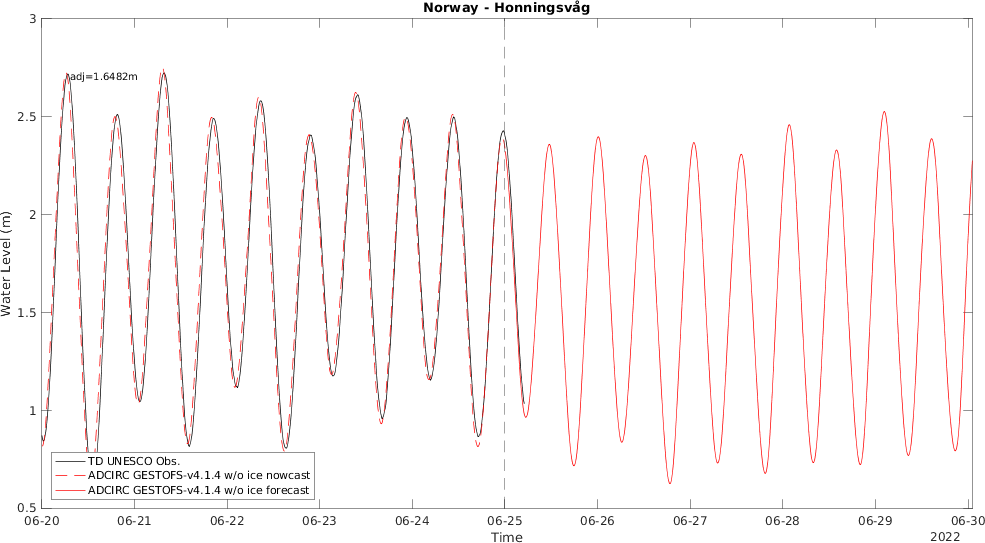 Norway - Honningsvåg
3
2.5
2
1.5
1
0.5
Water Level (m)
adj=1.6482m
TD UNESCO Obs.
ADCIRC GESTOFS-v4.1.4 w/o ice nowcast
ADCIRC GESTOFS-v4.1.4 w/o ice forecast
06-20 06-21 06-22 06-23 06-24 06-25 06-26 06-27 06-28 06-29 06-30
Time
2022